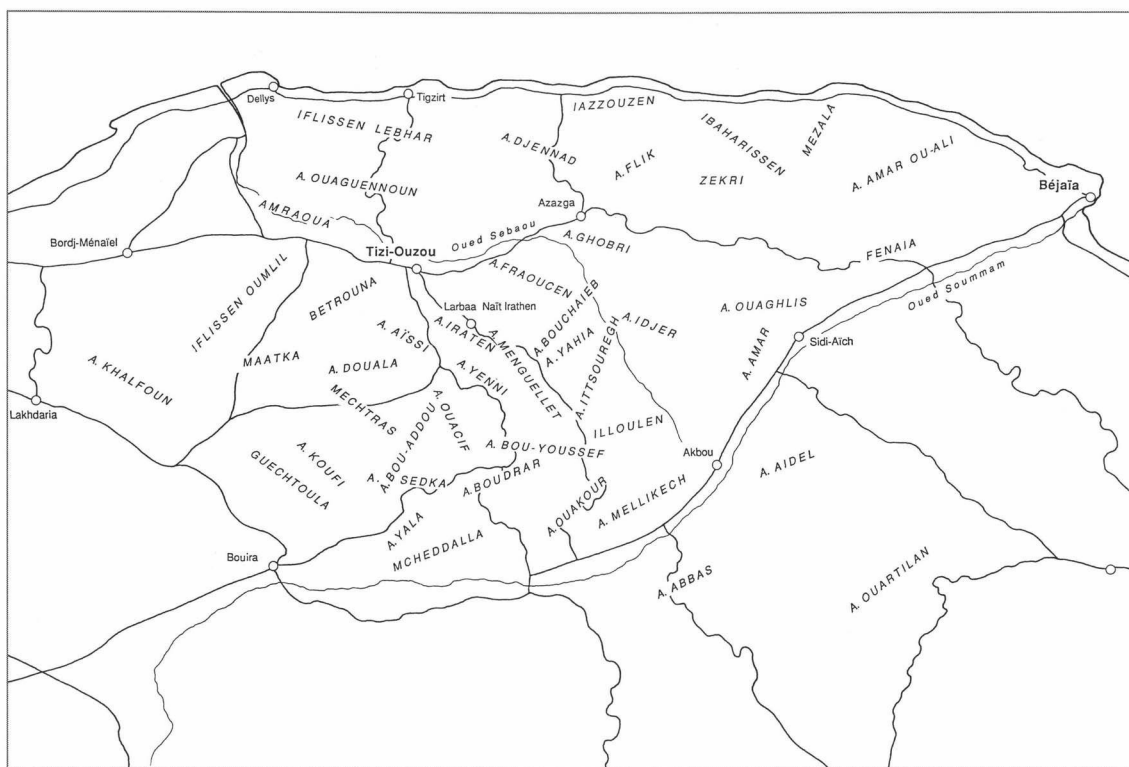 Dellys
Tigzirt
IAZZOUZEN
IFLISSEN LEBHAR
A. DJENNAD
IBAHARISSEN
MEZALA
A. FLIK
ZEKRI
A. AMAR OU-ALI
A. OUAGUENNOUN
Béjaïa
AMRAOUA
Azazga
Bordj-Ménaïel
Oued Sebaou
A. GHOBRI
Tizi-Ouzou
FENAIA
Oued Soummam
IFLISSEN OUMLIL
BETROUNA
A. FRAOUCEN
Larbaa Naït Irathen
A. BOUCHAIEB
A. OUAGHLIS
A. IDJER
A. AÏSSI
A. IRATEN
A. MENGUELLET
A. YAHIA
Sidi-Aïch
MAATKA
A. AMAR
A. KHALFOUN
A. DOUALA
A. YENNI
A. ITTSOUREGH
Lakhdaria
MECHTRAS
A. OUACIF
A. BOU-ADDOU
ILLOULEN
A. KOUFI
GUECHTOULA
A. BOU-YOUSSEF
Akbou
A. SEDKA
A. BOUDRAR
A. AIDEL
A. OUAKOUR
A. MELLIKECH
A. YALA
Bouira
MCHEDDALLA
A. ABBAS
A. OUARTILAN